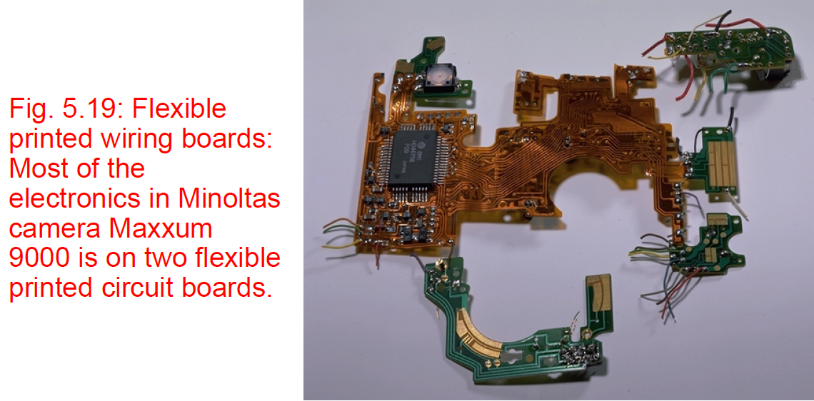 Fig. 5.19: Flexible
printed wiring boards:
Most of the
electronics in Minoltas
camera Maxxum
9000 is on two flexible
printed circuit boards.